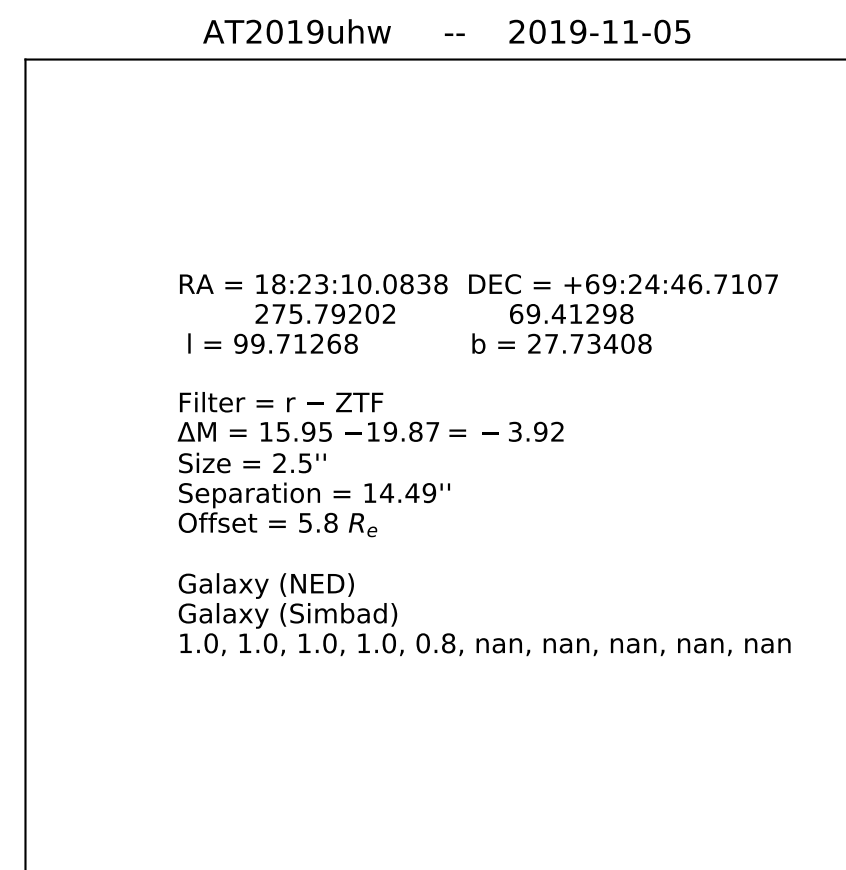 AT2019uhw -- 2019-11-05
RA = 18:23:10.0838 DEC = +69:24:46.7107
275.79202 69.41298
l = 99.71268 b = 27.73408
Filter = r − ZTF
ΔM = 15.95 −19.87 = − 3.92
Size = 2.5''
Separation = 14.49''
Offset = 5.8 Rₑ
Galaxy (NED)
Galaxy (Simbad)
1.0, 1.0, 1.0, 1.0, 0.8, nan, nan, nan, nan, nan